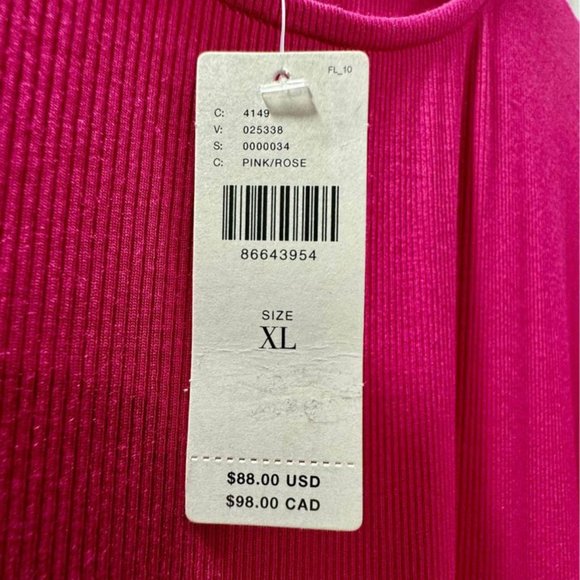 FL_10
C: 4149
V: 025338
S: 0000034
C: PINK/ROSE
86643954
SIZE
XL
$88.00 USD
$98.00 CAD